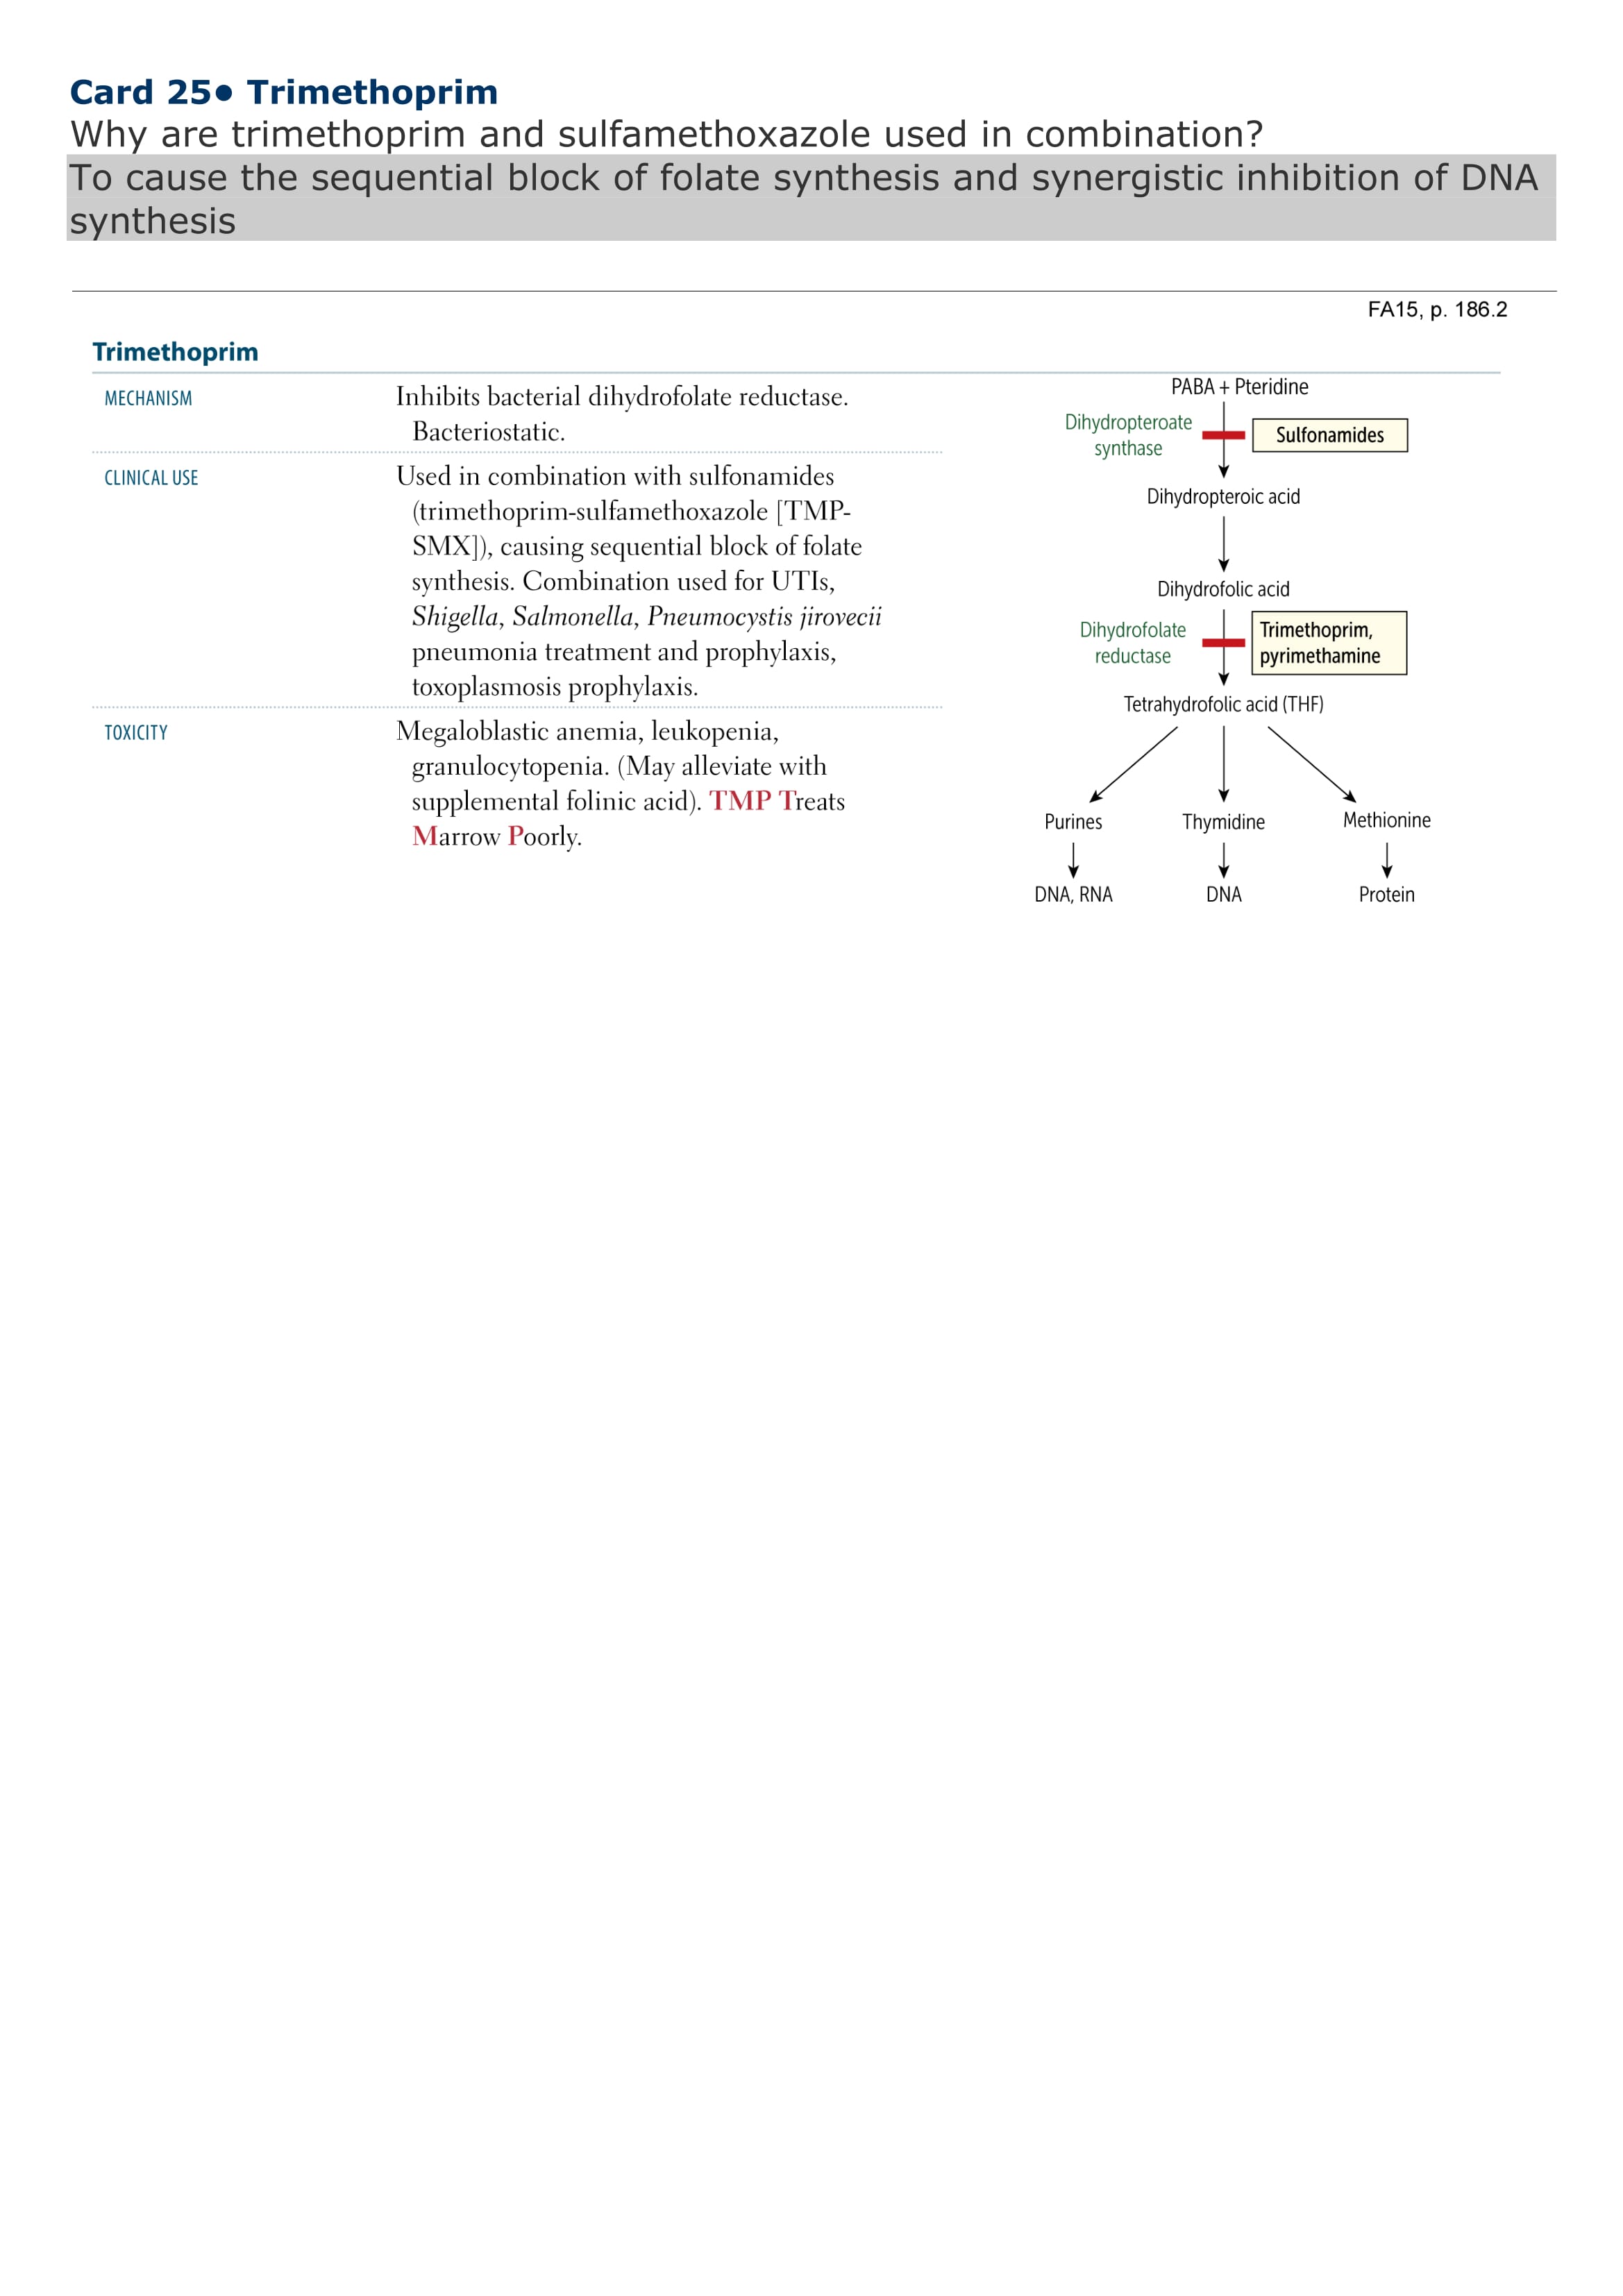 Card 25● Trimethoprim
Why are trimethoprim and sulfamethoxazole used in combination?
To cause the sequential block of folate synthesis and synergistic inhibition of DNA
synthesis
FA15, p. 186.2
Trimethoprim
MECHANISM
Inhibits bacterial dihydrofolate reductase.
Bacteriostatic.
CLINICAL USE
Used in combination with sulfonamides
(trimethoprim-sulfamethoxazole [TMP-
SMX]), causing sequential block of folate
synthesis. Combination used for UTIs,
Shigella, Salmonella, Pneumocystis jirovecii
pneumonia treatment and prophylaxis,
toxoplasmosis prophylaxis.
TOXICITY
Megaloblastic anemia, leukopenia,
granulocytopenia. (May alleviate with
supplemental folinic acid). TMP Treats
Marrow Poorly.
PABA + Pteridine
Dihydropteroate
synthase
Sulfonamides
Dihydropteroic acid
Dihydrofolic acid
Dihydrofolate
reductase
Trimethoprim,
pyrimethamine
Tetrahydrofolic acid (THF)
Purines
Thymidine
Methionine
DNA, RNA
DNA
Protein